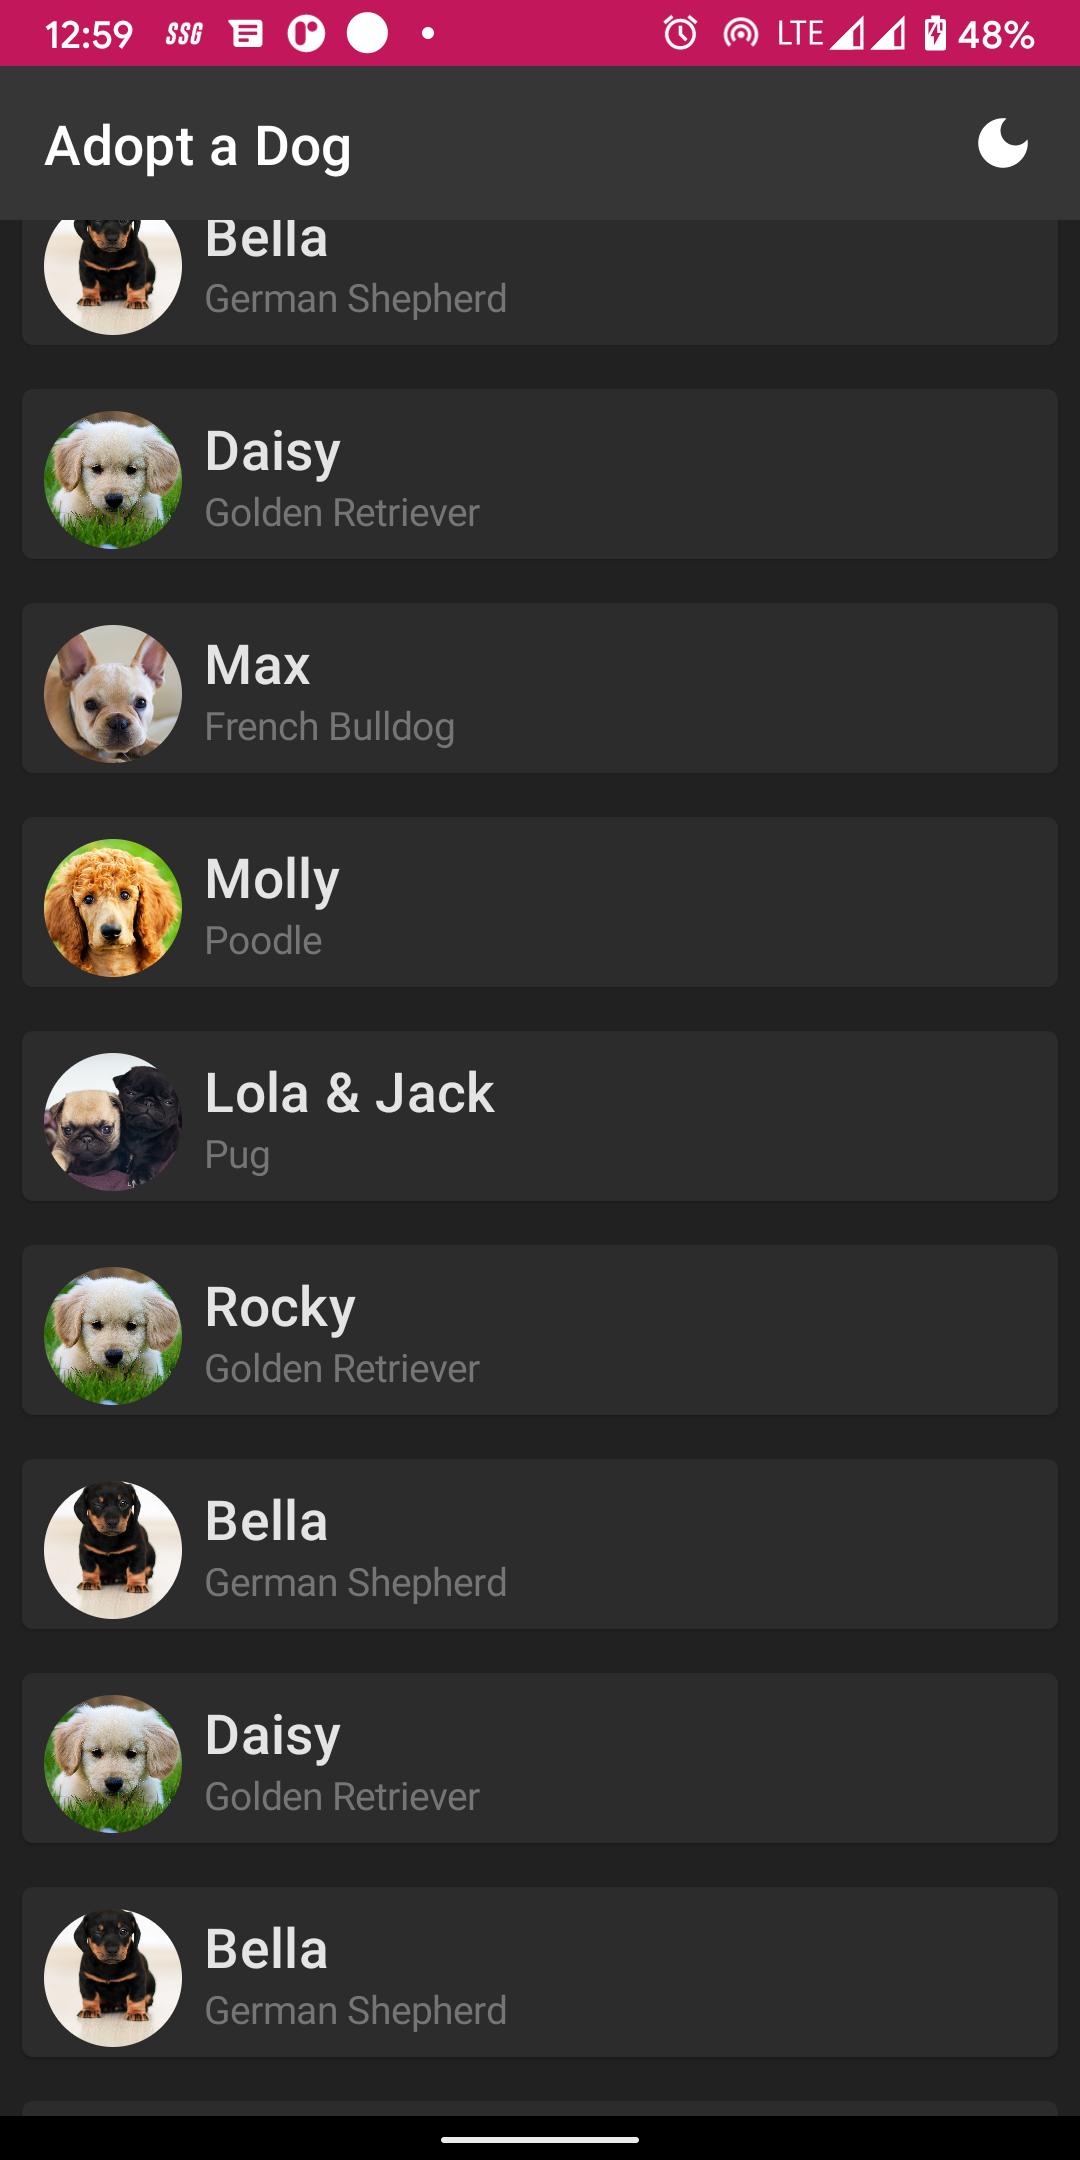 12:59 SSG LTE 48%
Adopt a Dog
Bella
German Shepherd
Daisy
Golden Retriever
Max
French Bulldog
Molly
Poodle
Lola & Jack
Pug
Rocky
Golden Retriever
Bella
German Shepherd
Daisy
Golden Retriever
Bella
German Shepherd